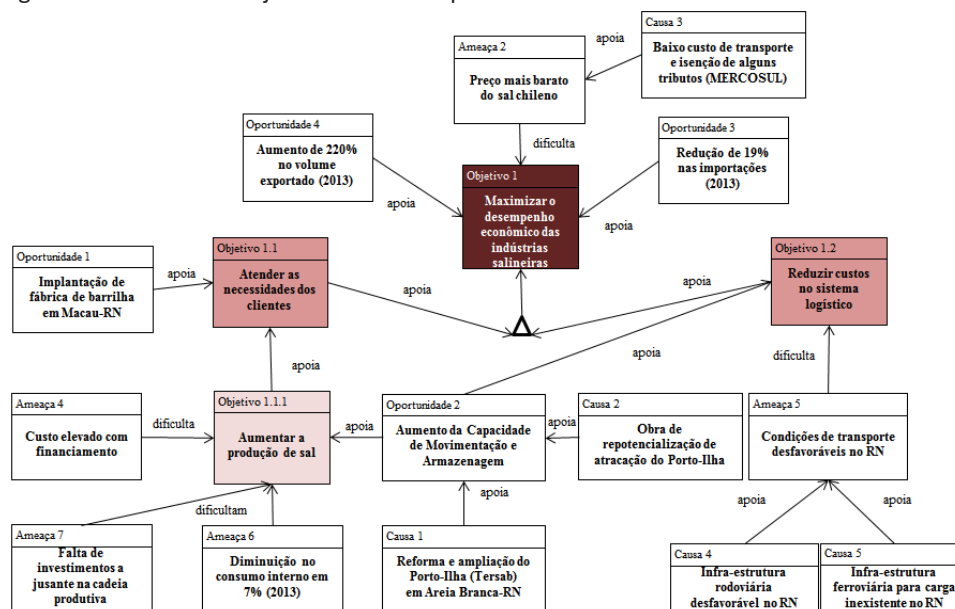 Causa 3
Baixo custo de transporte
e isenção de alguns
tributos (MERCOSUL)
apoia
Ameaça 2
Preço mais barato
do sal chileno
dificulta
Oportunidade 4
Aumento de 220%
no volume
exportado (2013)
apoia
Oportunidade 3
Redução de 19%
nas importações
(2013)
apoia
Objetivo 1
Maximizar o
desempenho
econômico das
indústrias
salineiras
Oportunidade 1
Implantação de
fábrica de barrilha
em Macau-RN
apoia
Objetivo 1.1
Atender as
necessidades dos
clientes
apoia
apoia
Objetivo 1.2
Reduzir custos
no sistema
logístico
apoia
apoia
dificulta
Ameaça 4
Custo elevado com
financiamento
dificulta
Objetivo 1.1.1
Aumentar a
produção de sal
apoia
Oportunidade 2
Aumento da Capacidade
de Movimentação e
Armazenagem
apoia
Causa 2
Obra de
repotencialização de
atracação do Porto-Ilha
Ameaça 5
Condições de transporte
desfavoráveis no RN
dificultam
apoia
apoia
apoia
Ameaça 7
Falta de
investimentos a
jusante na cadeia
produtiva
Ameaça 6
Diminuição no
consumo interno em
7% (2013)
Causa 1
Reforma e ampliação do
Porto-Ilha (Tersab)
em Areia Branca-RN
Causa 4
Infra-estrutura
rodoviária
desfavorável no RN
Causa 5
Infra-estrutura
ferroviária para carga
inexistente no RN